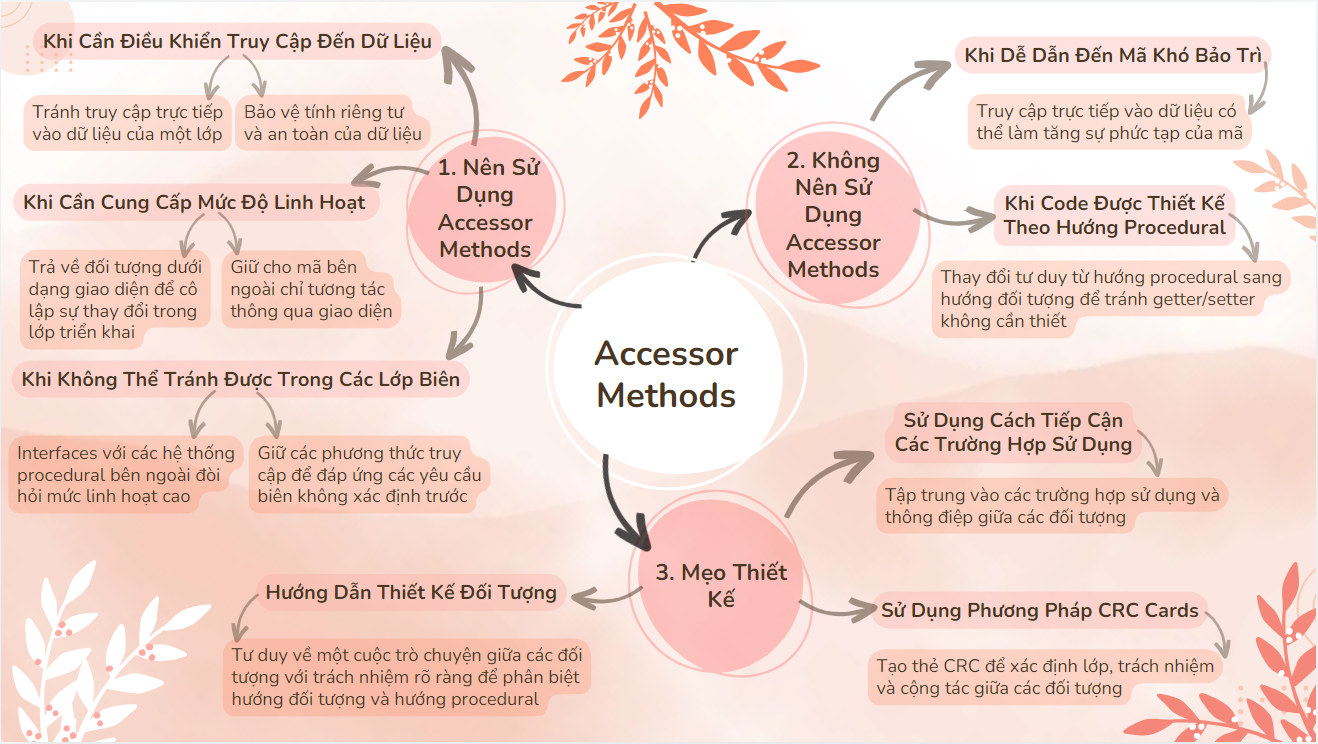 Accessor
Methods
1. Nên Sử
Dụng
Accessor
Methods
Khi Cần Điều Khiển Truy Cập Đến Dữ Liệu
Tránh truy cập trực tiếp
vào dữ liệu của một lớp
Bảo vệ tính riêng tư
và an toàn của dữ liệu
Khi Cần Cung Cấp Mức Độ Linh Hoạt
Trả về đối tượng dưới
dạng giao diện để cô
lập sự thay đổi trong
lớp triển khai
Giữ cho mã bên
ngoài chỉ tương tác
thông qua giao diện
Khi Không Thể Tránh Được Trong Các Lớp Biên
Interfaces với các hệ thống
procedural bên ngoài đòi
hỏi mức linh hoạt cao
Giữ các phương thức truy
cập để đáp ứng các yêu cầu
biên không xác định trước
2. Không
Nên Sử
Dụng
Accessor
Methods
Khi Dễ Dẫn Đến Mã Khó Bảo Trì
Truy cập trực tiếp vào dữ liệu có
thể làm tăng sự phức tạp của mã
Khi Code Được Thiết Kế
Theo Hướng Procedural
Thay đổi tư duy từ hướng procedural sang
hướng đối tượng để tránh getter/setter
không cần thiết
3. Mẹo Thiết
Kế
Sử Dụng Cách Tiếp Cận
Các Trường Hợp Sử Dụng
Tập trung vào các trường hợp sử dụng và
thông điệp giữa các đối tượng
Sử Dụng Phương Pháp CRC Cards
Tạo thẻ CRC để xác định lớp, trách nhiệm
và cộng tác giữa các đối tượng
Hướng Dẫn Thiết Kế Đối Tượng
Tư duy về một cuộc trò chuyện giữa các đối
tượng với trách nhiệm rõ ràng để phân biệt
hướng đối tượng và hướng procedural